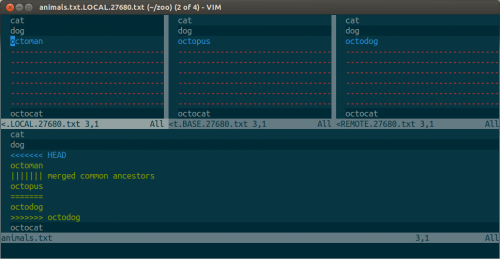 animals.txt.LOCAL.27680.txt (~/zoo) (2 of 4) - VIM
cat cat cat
dog dog dog
octoman octopus octodog
octocat octocat octocat
<.LOCAL.27680.txt 3,1 All <t.BASE.27680.txt 3,1 All <REMOTE.27680.txt 3,1 All
cat
dog
<<<<<<< HEAD
octoman
||||||| merged common ancestors
octopus
=======
octodog
>>>>>>> octodog
octocat
animals.txt 3,1 All